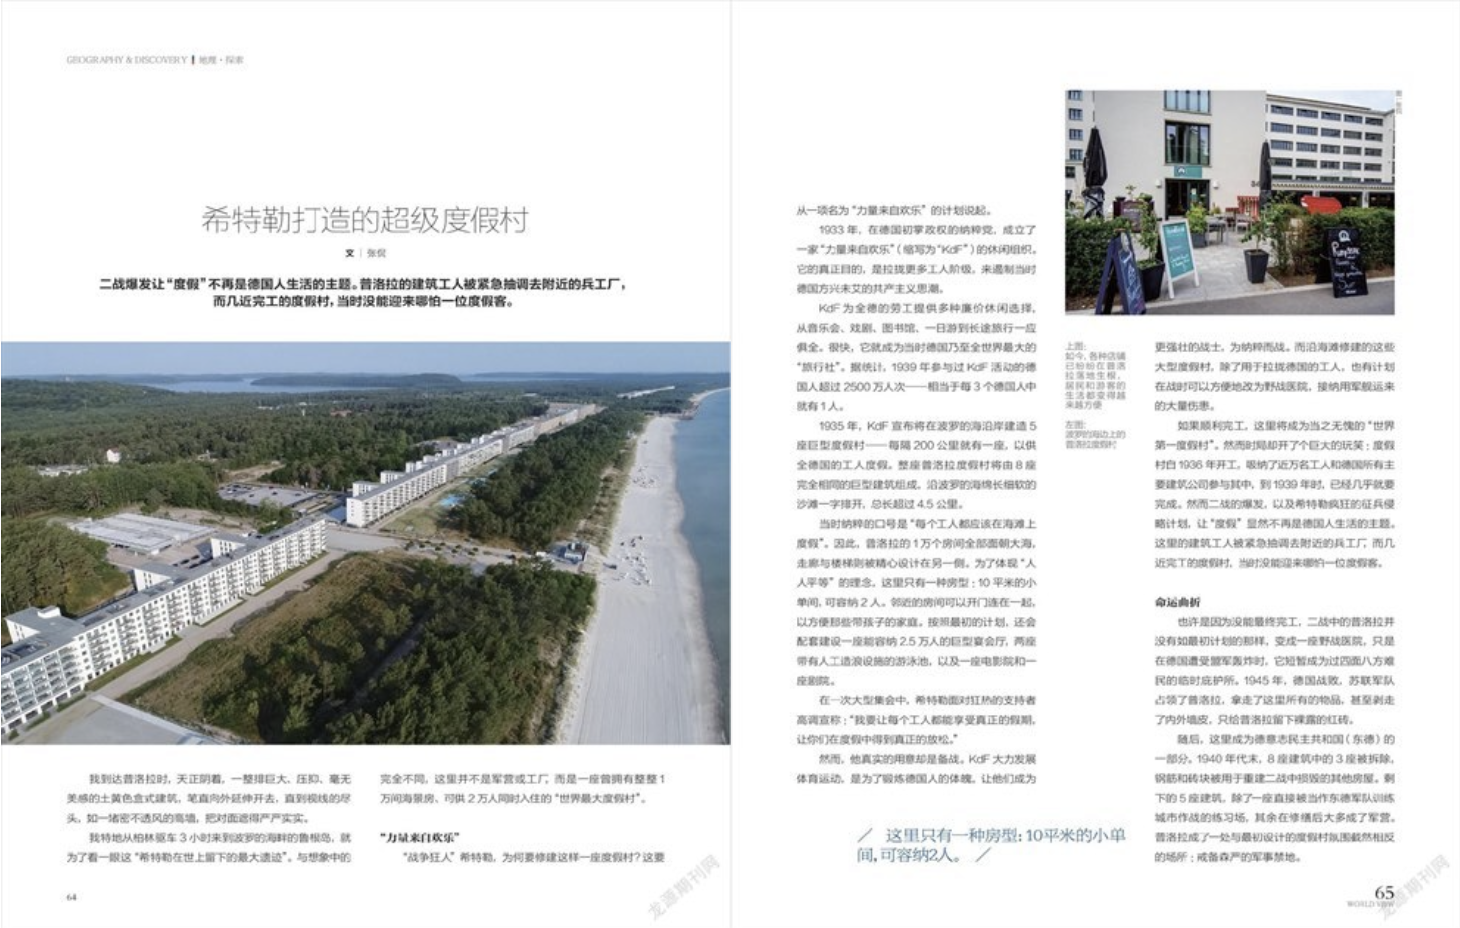 GEOGRAPHY & DISCOVERY | 地理·探索
希特勒打造的超级度假村
文 | 张侃
二战爆发让“度假”不再是德国人生活的主题。普洛拉的建筑工人被紧急抽调去附近的兵工厂，
而几近完工的度假村，当时没能迎来哪怕一位度假客。
我到达普洛拉时，天正阴着，一整排巨大、压抑、毫无
美感的土黄色盒式建筑，笔直向外延伸开去，直到视线的尽
头，如一堵密不透风的高墙，把对面遮得严严实实。
我特地从柏林驱车 3 小时来到波罗的海畔的鲁根岛，就
为了看一眼这“希特勒在世上留下的最大遗迹”。与想象中的
完全不同，这里并不是军营或工厂，而是一座曾拥有整整 1
万间海景房、可供 2 万人同时入住的“世界最大度假村”。
“力量来自欢乐”
“战争狂人”希特勒，为何要修建这样一座度假村？这要
64
从一项名为“力量来自欢乐”的计划说起。
1933 年，在德国初掌政权的纳粹党，成立了
一家“力量来自欢乐”（缩写为“KdF”）的休闲组织。
它的真正目的，是拉拢更多工人阶级，来遏制当时
德国方兴未艾的共产主义思潮。
KdF 为全德的劳工提供多种廉价休闲选择，
从音乐会、戏剧、图书馆、一日游到长途旅行一应
俱全。很快，它就成为当时德国乃至全世界最大的
“旅行社”。据统计，1939 年参与过 KdF 活动的德
国人超过 2500 万人次——相当于每 3 个德国人中
就有 1 人。
1935 年，KdF 宣布将在波罗的海沿岸建造 5
座巨型度假村——每隔 200 公里就有一座，以供
全德国的工人度假。整座普洛拉度假村将由 8 座
完全相同的巨型建筑组成，沿波罗的海绵长细软的
沙滩一字排开，总长超过 4.5 公里。
当时纳粹的口号是“每个工人都应该在海滩上
度假”。因此，普洛拉的 1 万个房间全部面朝大海，
走廊与楼梯则被精心设计在另一侧。为了体现“人
人平等”的理念，这里只有一种房型：10 平米的小
单间，可容纳 2 人。邻近的房间可以开门连在一起，
以方便那些带孩子的家庭。按照最初的计划，还会
配套建设一座能容纳 2.5 万人的巨型宴会厅，两座
带有人工造浪设施的游泳池，以及一座电影院和一
座剧院。
在一次大型集会中，希特勒面对狂热的支持者
高调宣称：“我要让每个工人都能享受真正的假期，
让你们在度假中得到真正的放松。”
然而，他真实的用意却是备战。KdF 大力发展
体育运动，是为了锻炼德国人的体魄，让他们成为
/ 这里只有一种房型：10平米的小单
间，可容纳2人。 /
上图：
如今，各种店铺
已纷纷在普洛
拉落地生根，
居民和游客的
生活都变得越
来越方便
左图：
波罗的海边上的
普洛拉度假村
更强壮的战士，为纳粹而战。而沿海滩修建的这些
大型度假村，除了用于拉拢德国的工人，也有计划
在战时可以方便地改为野战医院，接纳用军舰运来
的大量伤患。
如果顺利完工，这里将成为当之无愧的“世界
第一度假村”。然而时局却开了个巨大的玩笑：度假
村自 1936 年开工，吸纳了近万名工人和德国所有主
要建筑公司参与其中，到 1939 年时，已经几乎就要
完成。然而二战的爆发，以及希特勒疯狂的征兵侵
略计划，让“度假”显然不再是德国人生活的主题。
这里的建筑工人被紧急抽调去附近的兵工厂，而几
近完工的度假村，当时没能迎来哪怕一位度假客。
命运曲折
也许是因为没能最终完工，二战中的普洛拉并
没有如最初计划的那样，变成一座野战医院，只是
在德国遭受盟军轰炸时，它短暂成为过四面八方难
民的临时庇护所。1945 年，德国战败，苏联军队
占领了普洛拉，拿走了这里所有的物品，甚至剥走
了内外墙皮，只给普洛拉留下裸露的红砖。
随后，这里成为德意志民主共和国（东德）的
一部分。1940 年代末，8 座建筑中的 3 座被拆除，
钢筋和砖块被用于重建二战中损毁的其他房屋。剩
下的 5 座建筑，除了一座直接被当作东德军队训练
城市作战的练习场，其余在修缮后大多成了军营。
普洛拉成了一处与最初设计的度假村氛围截然相反
的场所：戒备森严的军事禁地。
65
WORLD VIEW
龙源期刊网
龙源期刊网